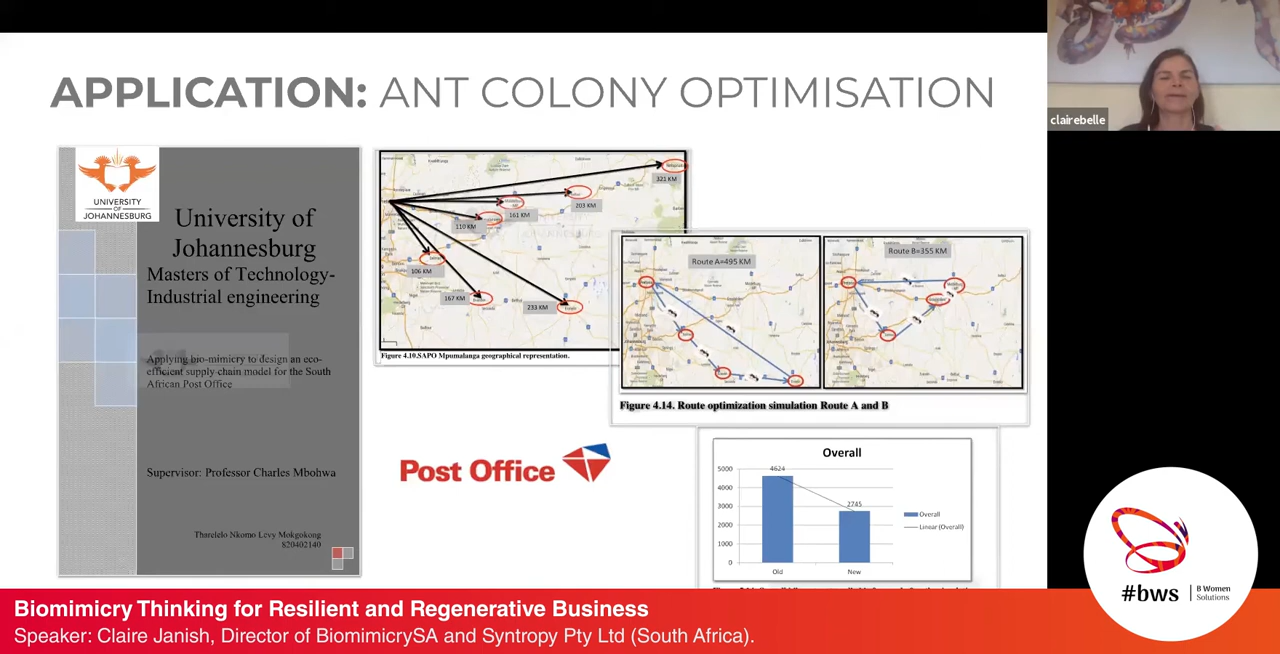 APPLICATION: ANT COLONY OPTIMISATION
clairebelle
UNIVERSITY
OF
JOHANNESBURG
University of
Johannesburg
Masters of Technology-
Industrial engineering
Applying bio-mimicry to design an eco-
efficient supply-chain model for the South
African Post Office
Supervisor: Professor Charles Mbohwa
Tharelelo Nkomo Levy Mokgokong
820402140
321 KM
203 KM
161 KM
110 KM
106 KM
167 KM
233 KM
Figure 4.10.SAPO Mpumalanga geographical representation.
Route A=495 KM
Route B=355 KM
Figure 4.14. Route optimization simulation Route A and B
Post Office
Overall
5000
4000
3000
2000
1000
0
4624
2745
Old
New
Overall
Linear (Overall)
#bws
B Women
Solutions
Biomimicry Thinking for Resilient and Regenerative Business
Speaker: Claire Janish, Director of BiomimicrySA and Syntropy Pty Ltd (South Africa).